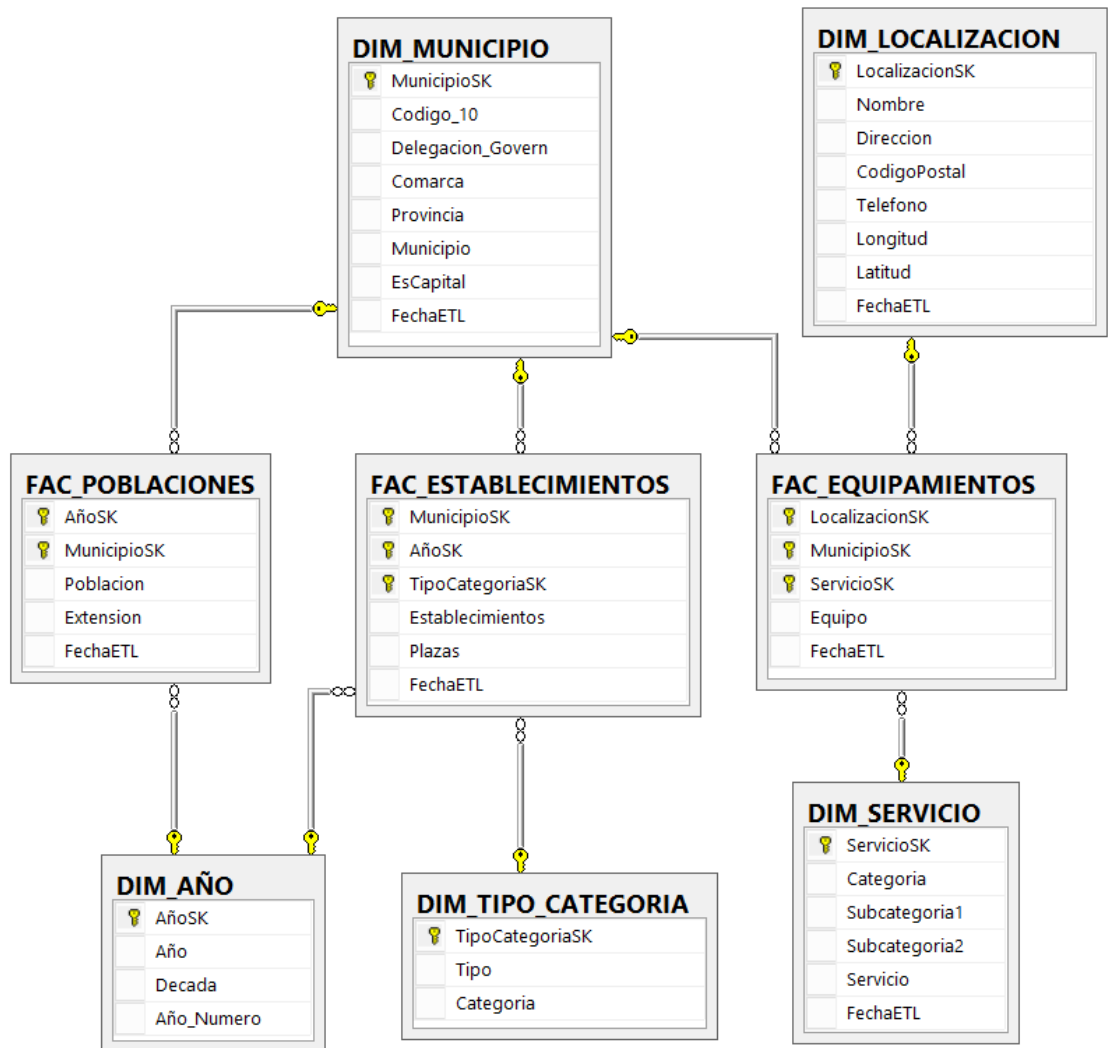 DIM_MUNICIPIO
MunicipioSK
Codigo_10
Delegacion_Govern
Comarca
Provincia
Municipio
EsCapital
FechaETL
DIM_LOCALIZACION
LocalizacionSK
Nombre
Direccion
CodigoPostal
Telefono
Longitud
Latitud
FechaETL
FAC_POBLACIONES
AñoSK
MunicipioSK
Poblacion
Extension
FechaETL
FAC_ESTABLECIMIENTOS
MunicipioSK
AñoSK
TipoCategoriaSK
Establecimientos
Plazas
FechaETL
FAC_EQUIPAMIENTOS
LocalizacionSK
MunicipioSK
ServicioSK
Equipo
FechaETL
DIM_AÑO
AñoSK
Año
Decada
Año_Numero
DIM_TIPO_CATEGORIA
TipoCategoriaSK
Tipo
Categoria
DIM_SERVICIO
ServicioSK
Categoria
Subcategoria1
Subcategoria2
Servicio
FechaETL